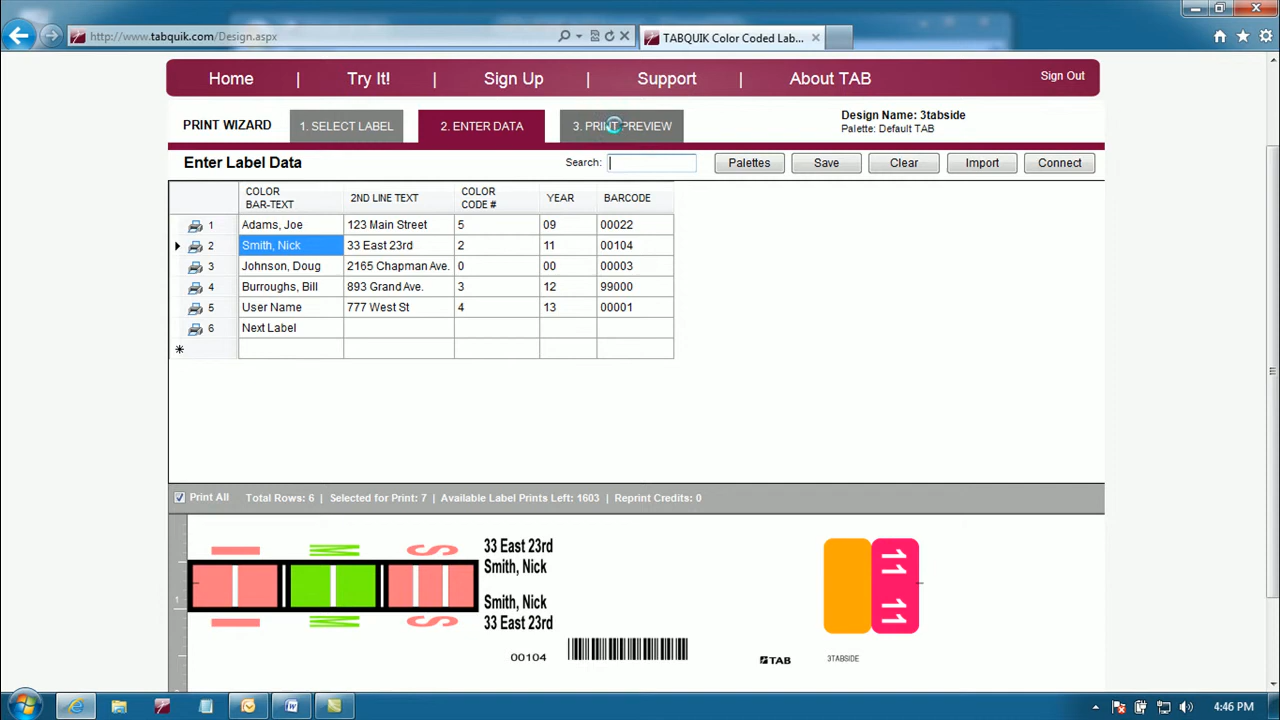 http://www.tabquik.com/Design.aspx
TABQUIK Color Coded Lab...
Home | Try It! | Sign Up | Support | About TAB
Sign Out
PRINT WIZARD
1. SELECT LABEL
2. ENTER DATA
3. PRINT PREVIEW
Design Name: 3tabside
Palette: Default TAB
Enter Label Data
Search:
Palettes
Save
Clear
Import
Connect
COLOR BAR-TEXT 2ND LINE TEXT COLOR CODE # YEAR BARCODE
1 Adams, Joe 123 Main Street 5 09 00022
2 Smith, Nick 33 East 23rd 2 11 00104
3 Johnson, Doug 2165 Chapman Ave. 0 00 00003
4 Burroughs, Bill 893 Grand Ave. 3 12 99000
5 User Name 777 West St 4 13 00001
6 Next Label
Print All Total Rows: 6 | Selected for Print: 7 | Available Label Prints Left: 1603 | Reprint Credits: 0
I M S
33 East 23rd
Smith, Nick
Smith, Nick
33 East 23rd
I M S
11 11
1
00104
TAB
3TABSIDE
4:46 PM